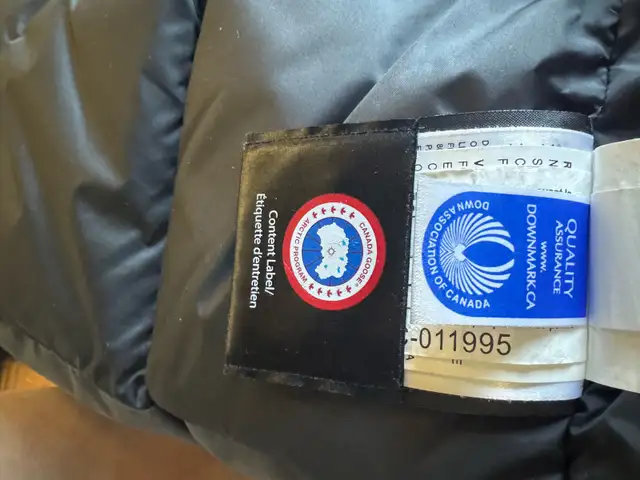 Content Label/
Étiquette d'entretien
CANADA GOOSE
ARCTIC PROGRAM
QUALITY
ASSURANCE
WWW.
DOWNMARK.CA
DOWN ASSOCIATION OF CANADA
-011995